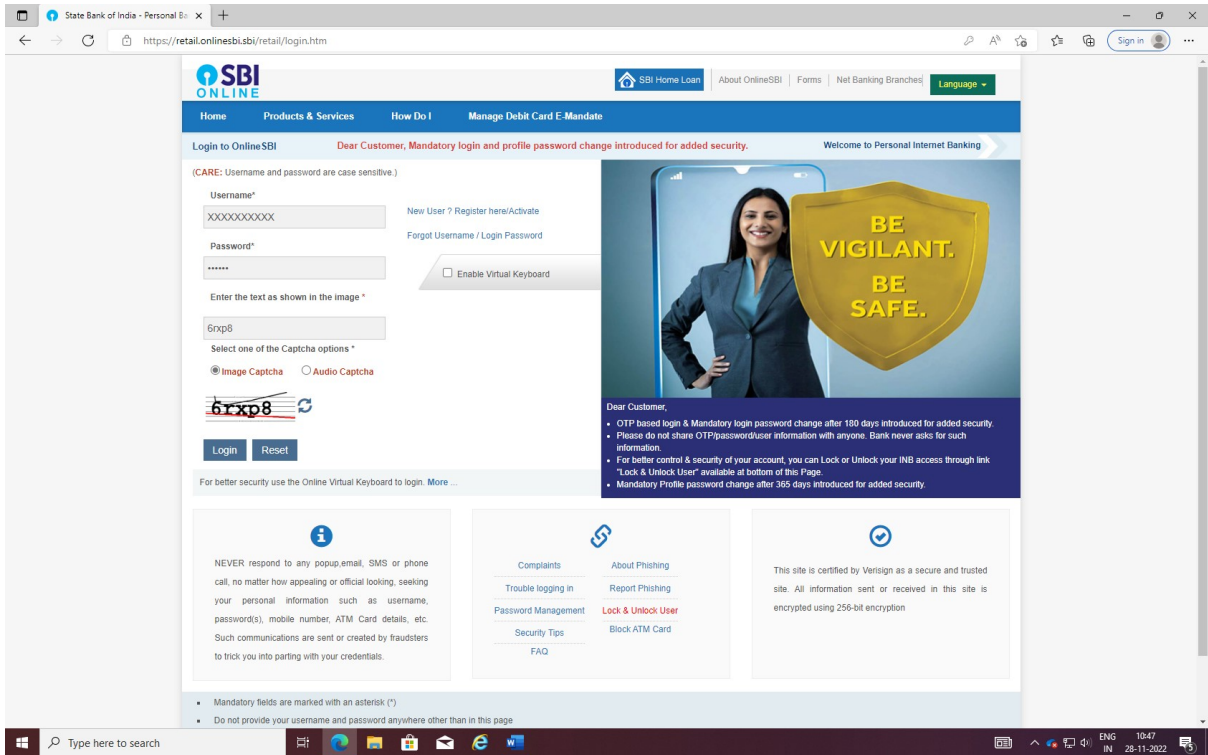 State Bank of India - Personal Ba
https://retail.onlinesbi.sbi/retail/login.htm
Sign in
SBI
ONLINE
SBI Home Loan
About OnlineSBI | Forms | Net Banking Branches
Language
Home Products & Services How Do I Manage Debit Card E-Mandate
Login to OnlineSBI
Dear Customer, Mandatory login and profile password change introduced for added security.
Welcome to Personal Internet Banking
(CARE: Username and password are case sensitive.)
Username*
XXXXXXXXXX
New User ? Register here/Activate
Forgot Username / Login Password
Password*
••••••
Enable Virtual Keyboard
Enter the text as shown in the image *
6rxp8
Select one of the Captcha options *
Image Captcha Audio Captcha
6rxp8
Login Reset
For better security use the Online Virtual Keyboard to login. More ...
BE
VIGILANT.
BE
SAFE.
Dear Customer,
• OTP based login & Mandatory login password change after 180 days introduced for added security.
• Please do not share OTP/password/user information with anyone. Bank never asks for such
information.
• For better control & security of your account, you can Lock or Unlock your INB access through link
"Lock & Unlock User" available at bottom of this Page.
• Mandatory Profile password change after 365 days introduced for added security.
NEVER respond to any popup,email, SMS or phone
call, no matter how appealing or official looking, seeking
your personal information such as username,
password(s), mobile number, ATM Card details, etc.
Such communications are sent or created by fraudsters
to trick you into parting with your credentials.
Complaints About Phishing
Trouble logging in Report Phishing
Password Management Lock & Unlock User
Security Tips Block ATM Card
FAQ
This site is certified by Verisign as a secure and trusted
site. All information sent or received in this site is
encrypted using 256-bit encryption
▪ Mandatory fields are marked with an asterisk (*)
▪ Do not provide your username and password anywhere other than in this page
Type here to search
ENG
IN
10:47
28-11-2022